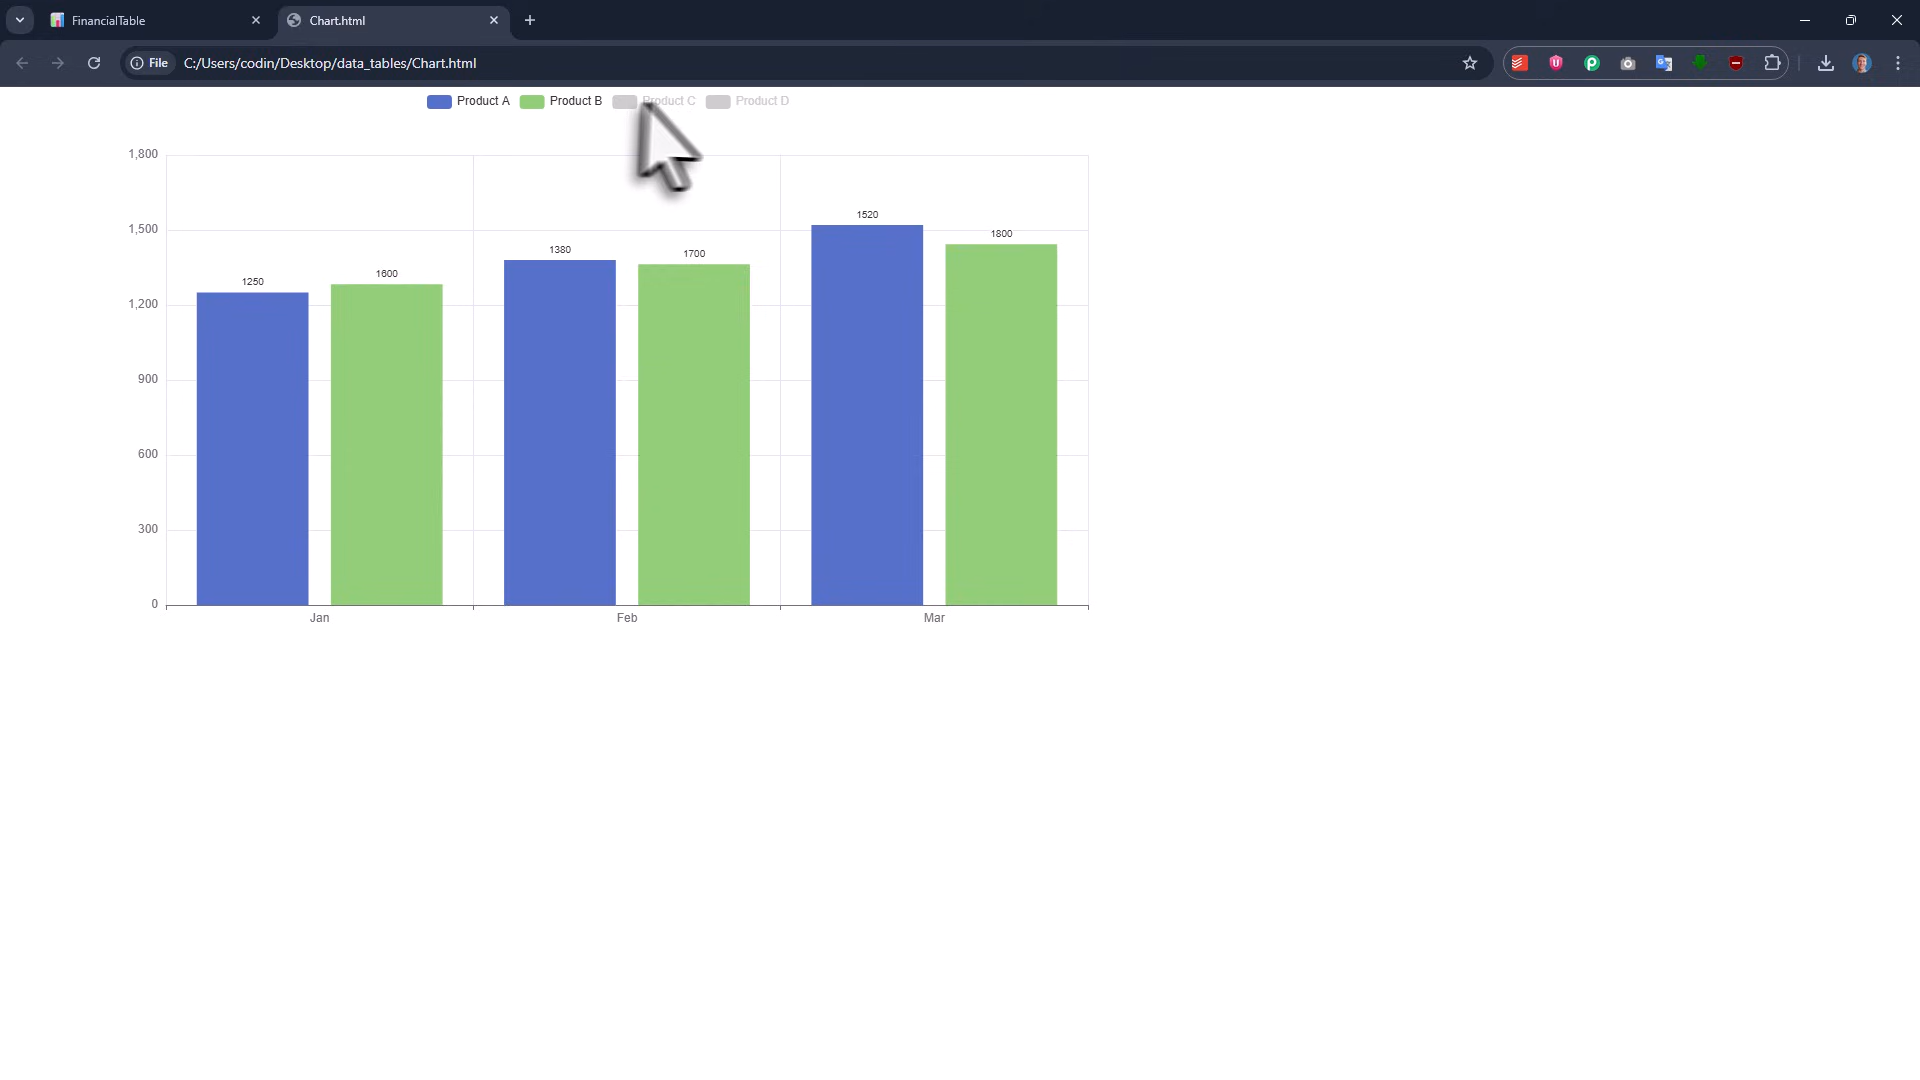 FinancialTable
Chart.html
File C:/Users/codin/Desktop/data_tables/Chart.html
Product A Product B Product C Product D
1,800
1,500
1,200
900
600
300
0
1250
1600
1380
1700
1520
1800
Jan
Feb
Mar